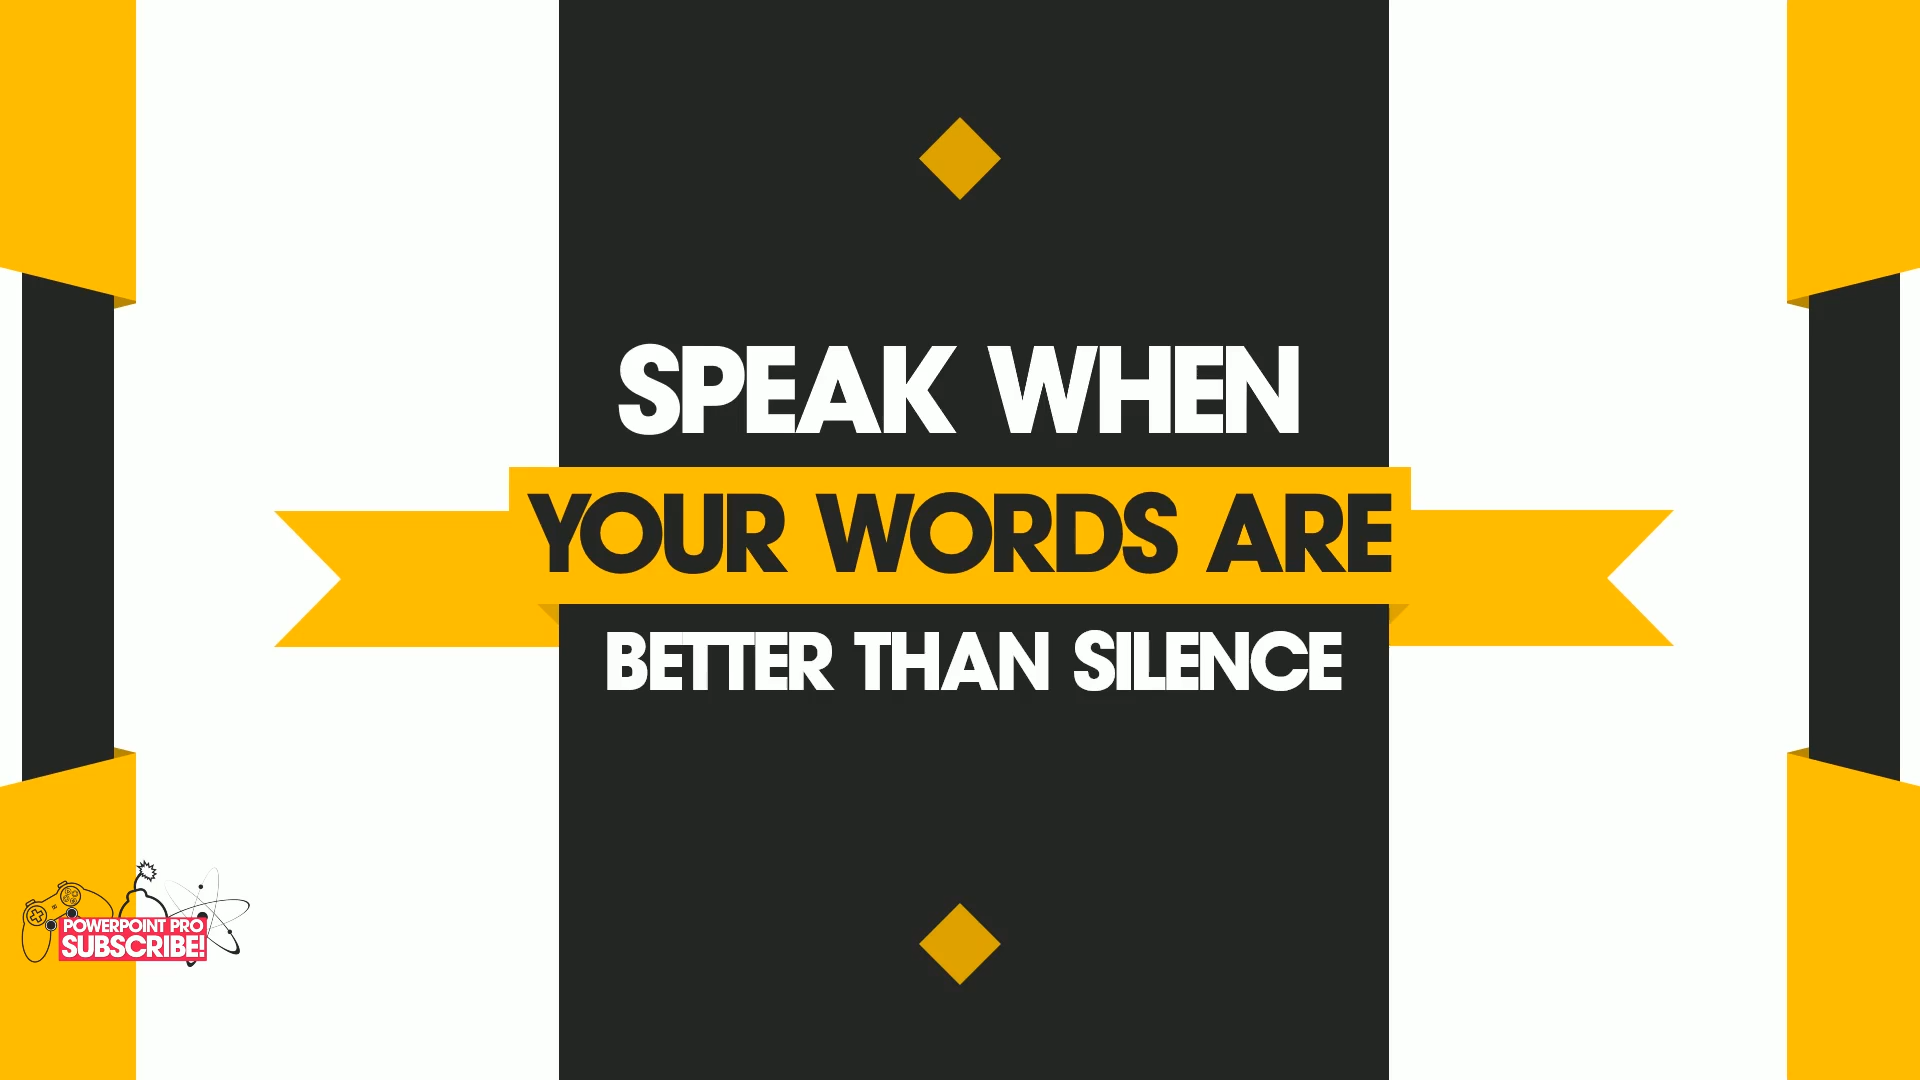 SPEAK WHEN
YOUR WORDS ARE
BETTER THAN SILENCE
POWERPOINT PRO
SUBSCRIBE!